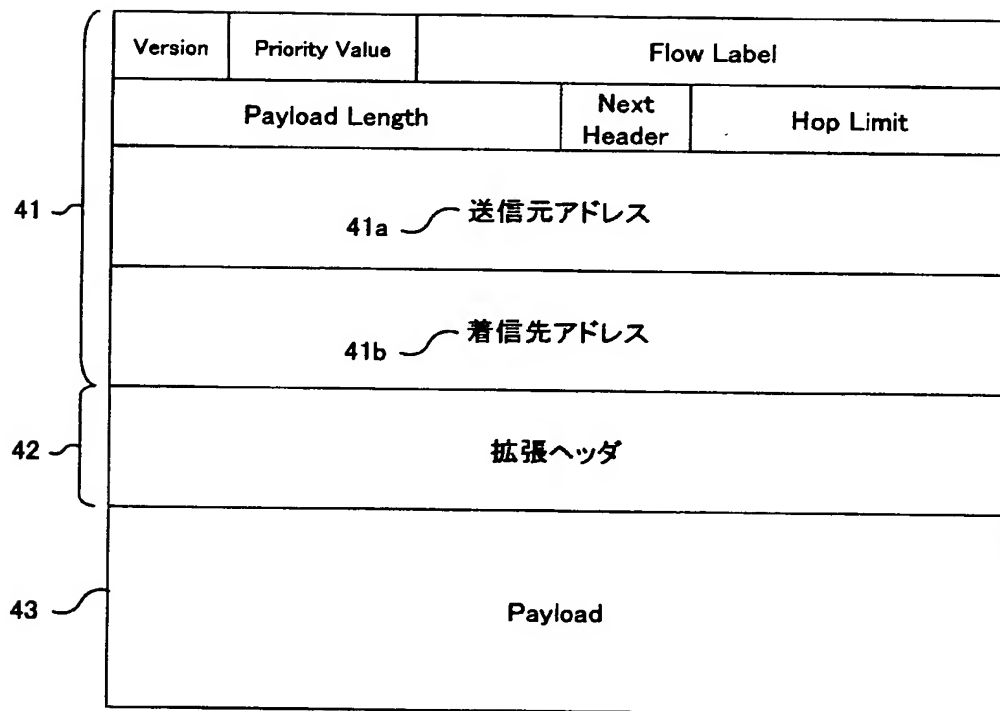 Version Priority Value Flow Label
Payload Length Next Header Hop Limit
41
41a 送信元アドレス
41b 着信先アドレス
42 拡張ヘッダ
43 Payload